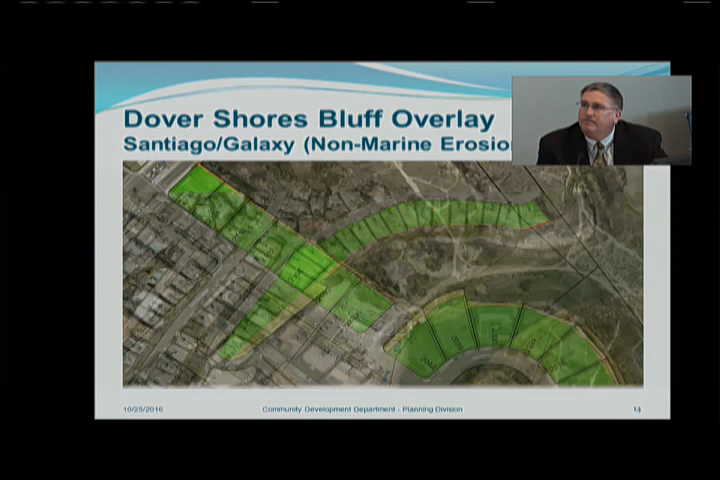 Dover Shores Bluff Overlay
Santiago/Galaxy (Non-Marine Erosio
10/25/2016
Community Development Department - Planning Division